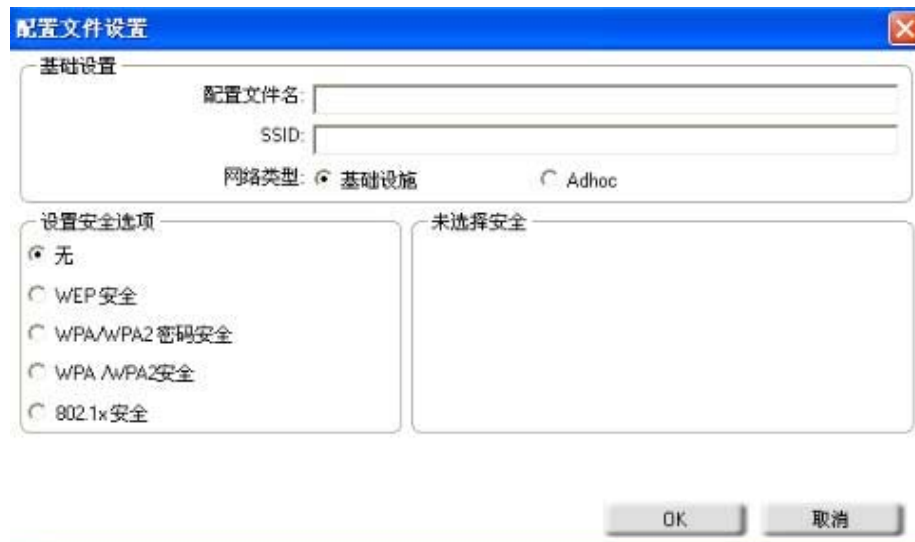 配置文件设置
基础设置
配置文件名:
SSID:
网络类型: 基础设施 Adhoc
设置安全选项
无
WEP安全
WPA/WPA2密码安全
WPA /WPA2安全
802.1x安全
未选择安全
OK 取消